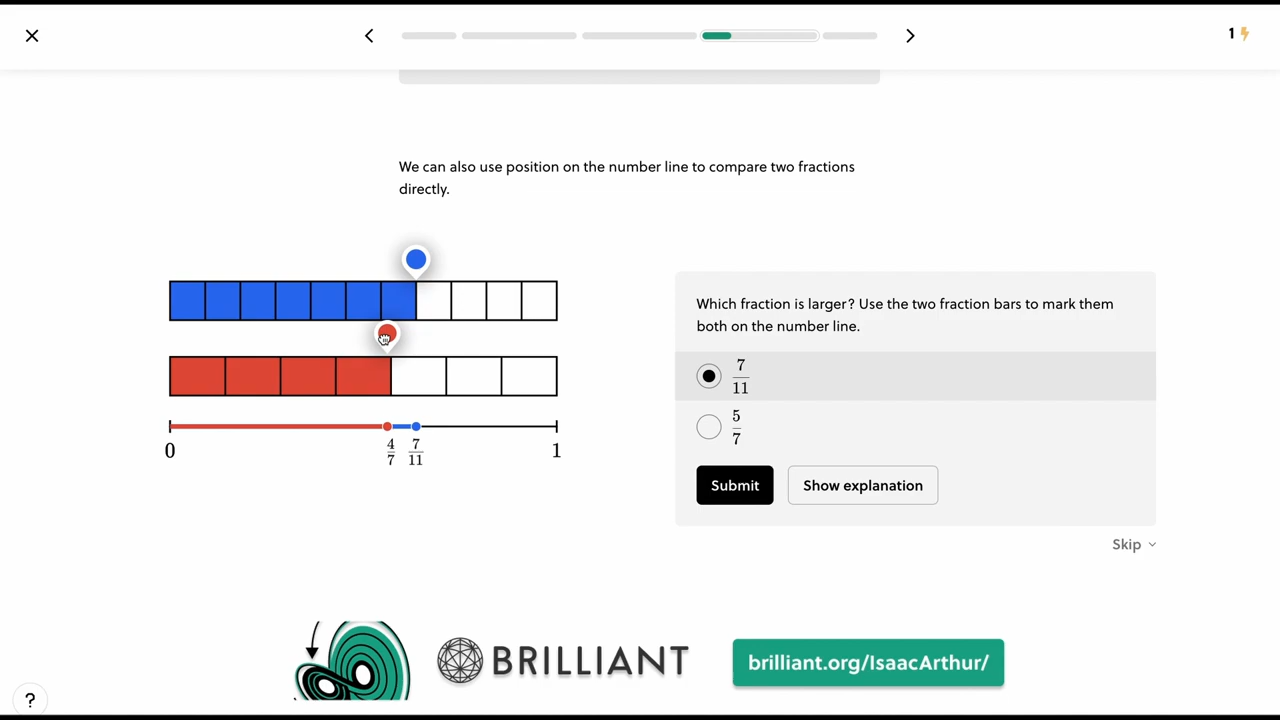 1
We can also use position on the number line to compare two fractions
directly.
Which fraction is larger? Use the two fraction bars to mark them
both on the number line.
7/11
5/7
Submit
Show explanation
Skip
0
4/7
7/11
1
BRILLIANT
brilliant.org/IsaacArthur/
?